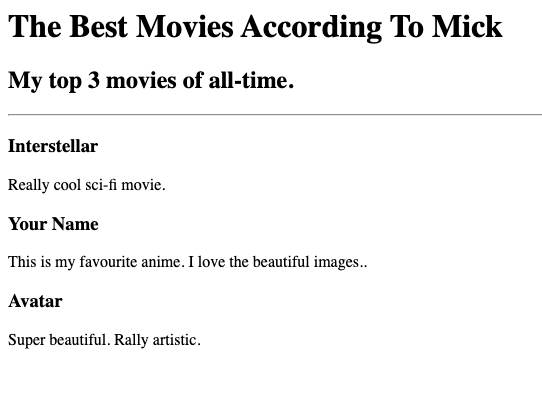 The Best Movies According To Mick
My top 3 movies of all-time.
Interstellar
Really cool sci-fi movie.
Your Name
This is my favourite anime. I love the beautiful images..
Avatar
Super beautiful. Rally artistic.